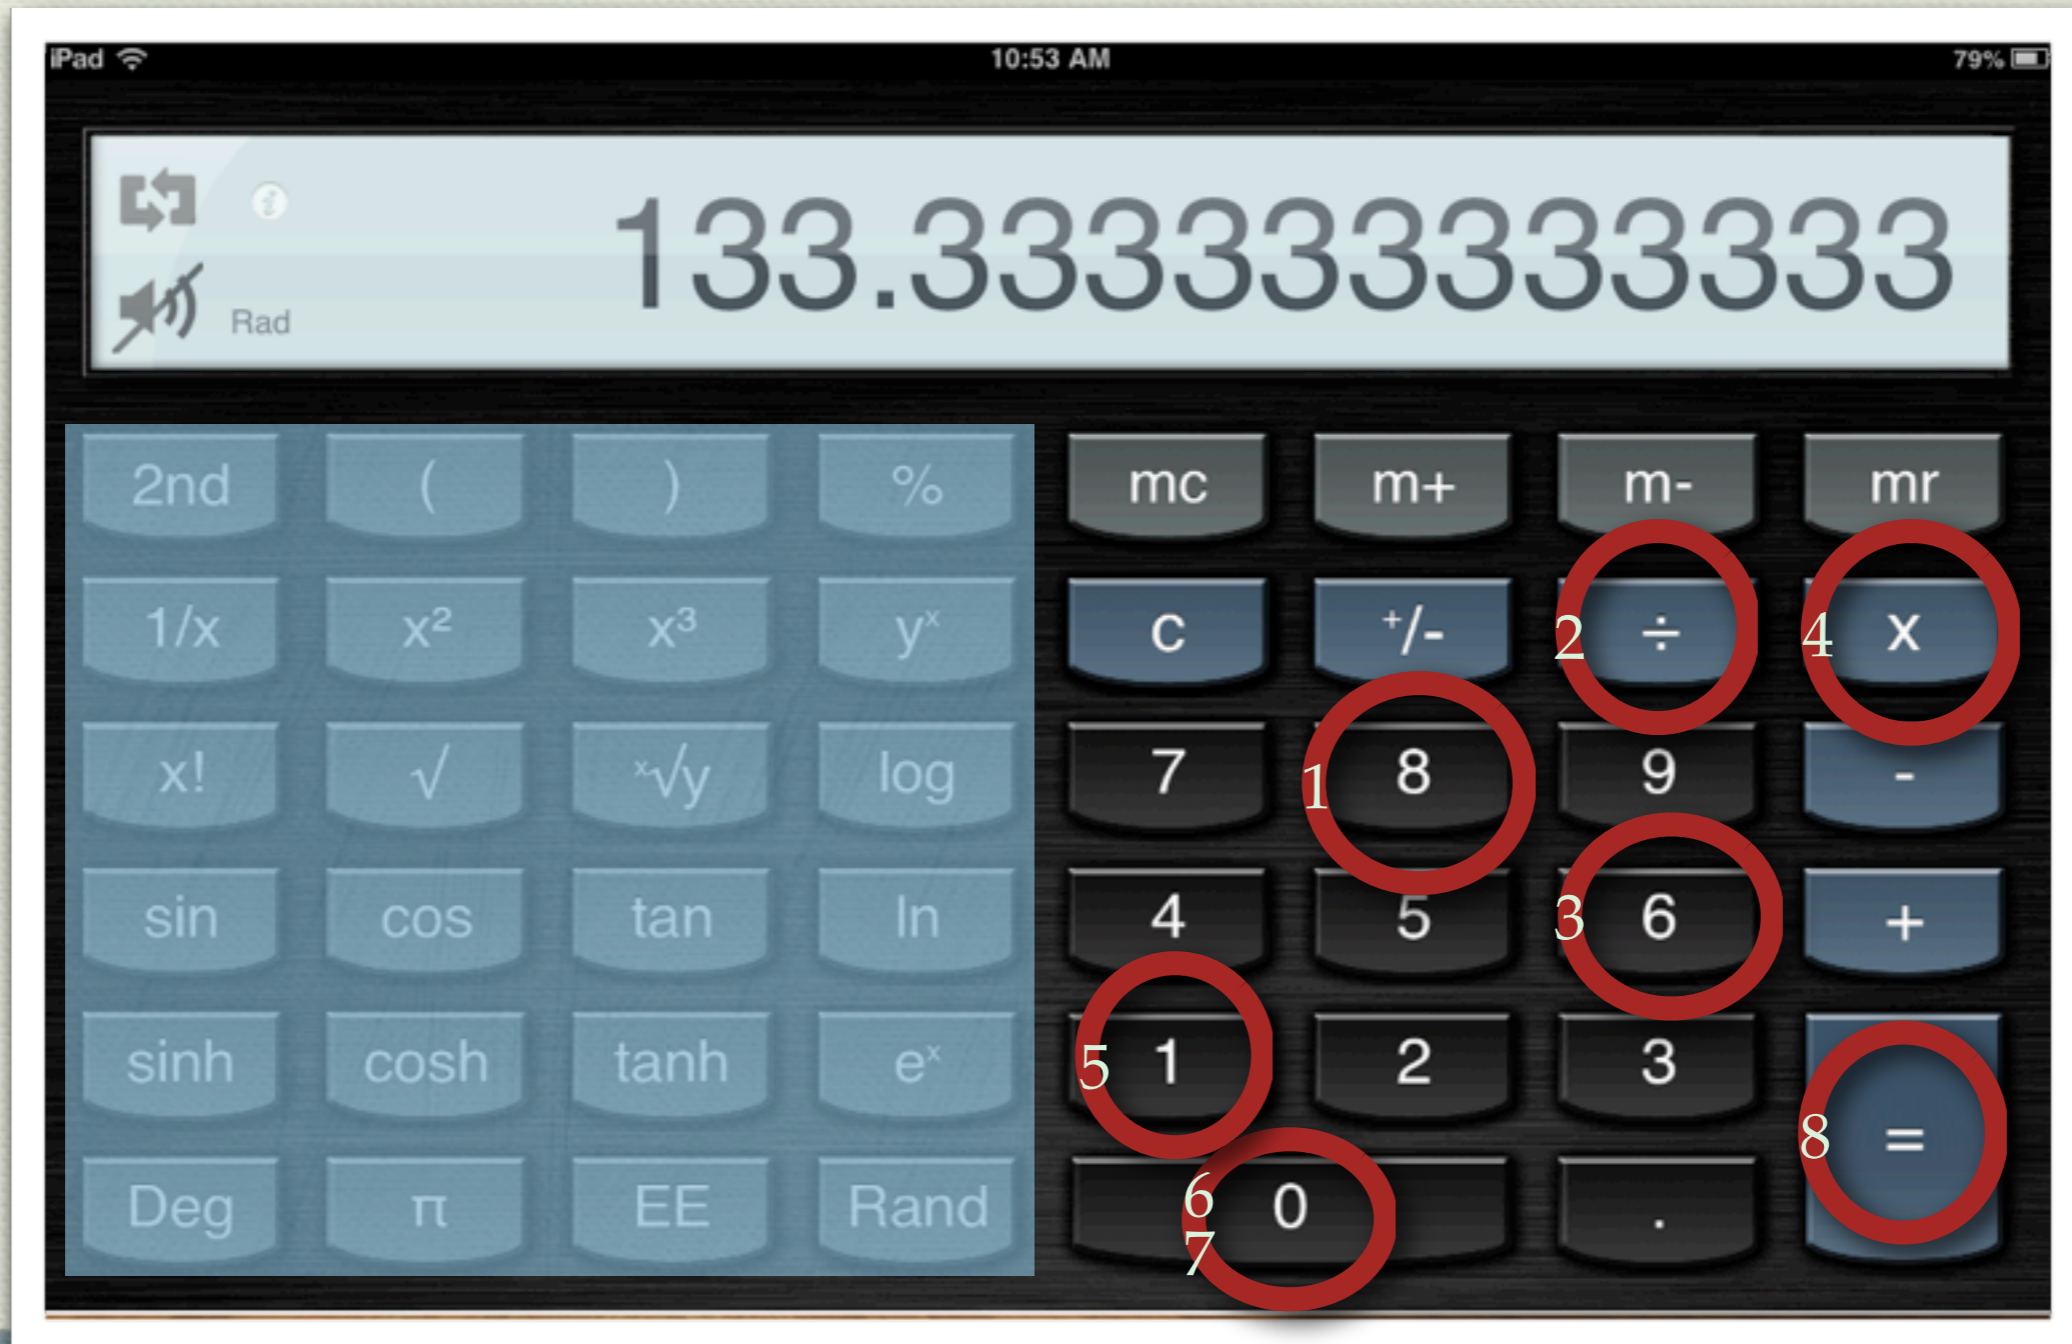 iPad 10:53 AM 79%
133.333333333333
Rad
2nd ( ) % mc m+ m- mr
1/x x² x³ yˣ c +/- 2 ÷ 4 x
x! √ ˣ√y log 7 1 8 9 -
sin cos tan ln 4 5 3 6 +
sinh cosh tanh eˣ 5 1 2 3
8 =
Deg π EE Rand 6 0 .
7